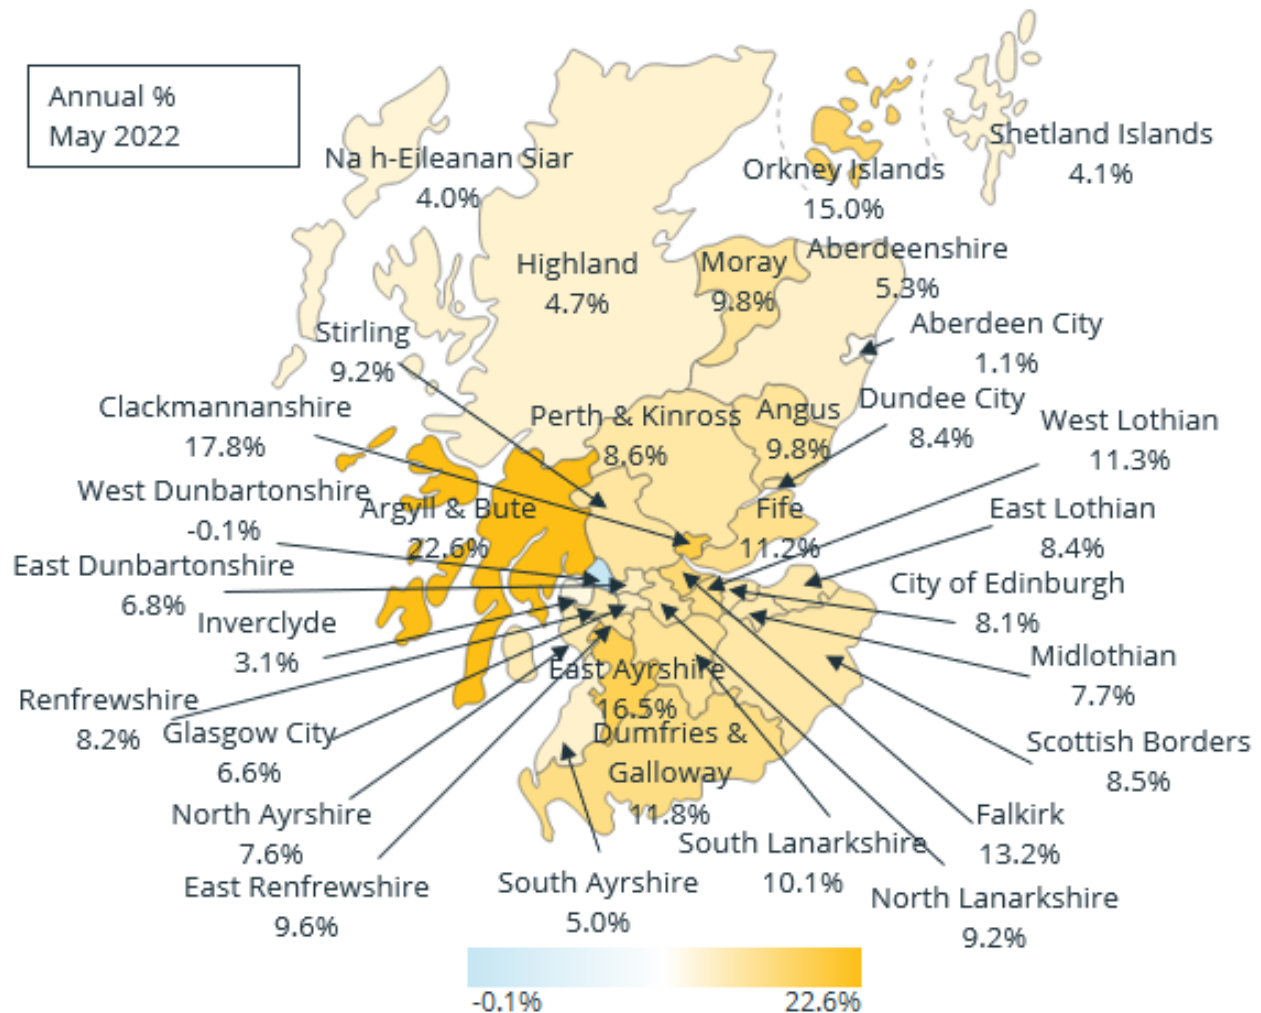 Annual %
May 2022
Na h-Eileanan Siar
4.0%
Shetland Islands
4.1%
Orkney Islands
15.0%
Highland
4.7%
Moray
9.8%
Aberdeenshire
5.3%
Stirling
9.2%
Aberdeen City
1.1%
Clackmannanshire
17.8%
Perth & Kinross
8.6%
Angus
9.8%
Dundee City
8.4%
West Lothian
11.3%
West Dunbartonshire
-0.1%
Argyll & Bute
22.6%
Fife
11.2%
East Lothian
8.4%
East Dunbartonshire
6.8%
City of Edinburgh
8.1%
Inverclyde
3.1%
East Ayrshire
16.5%
Midlothian
7.7%
Renfrewshire
8.2%
Glasgow City
6.6%
Dumfries &
Galloway
11.8%
Scottish Borders
8.5%
North Ayrshire
7.6%
South Lanarkshire
10.1%
Falkirk
13.2%
East Renfrewshire
9.6%
South Ayrshire
5.0%
North Lanarkshire
9.2%
-0.1%
22.6%